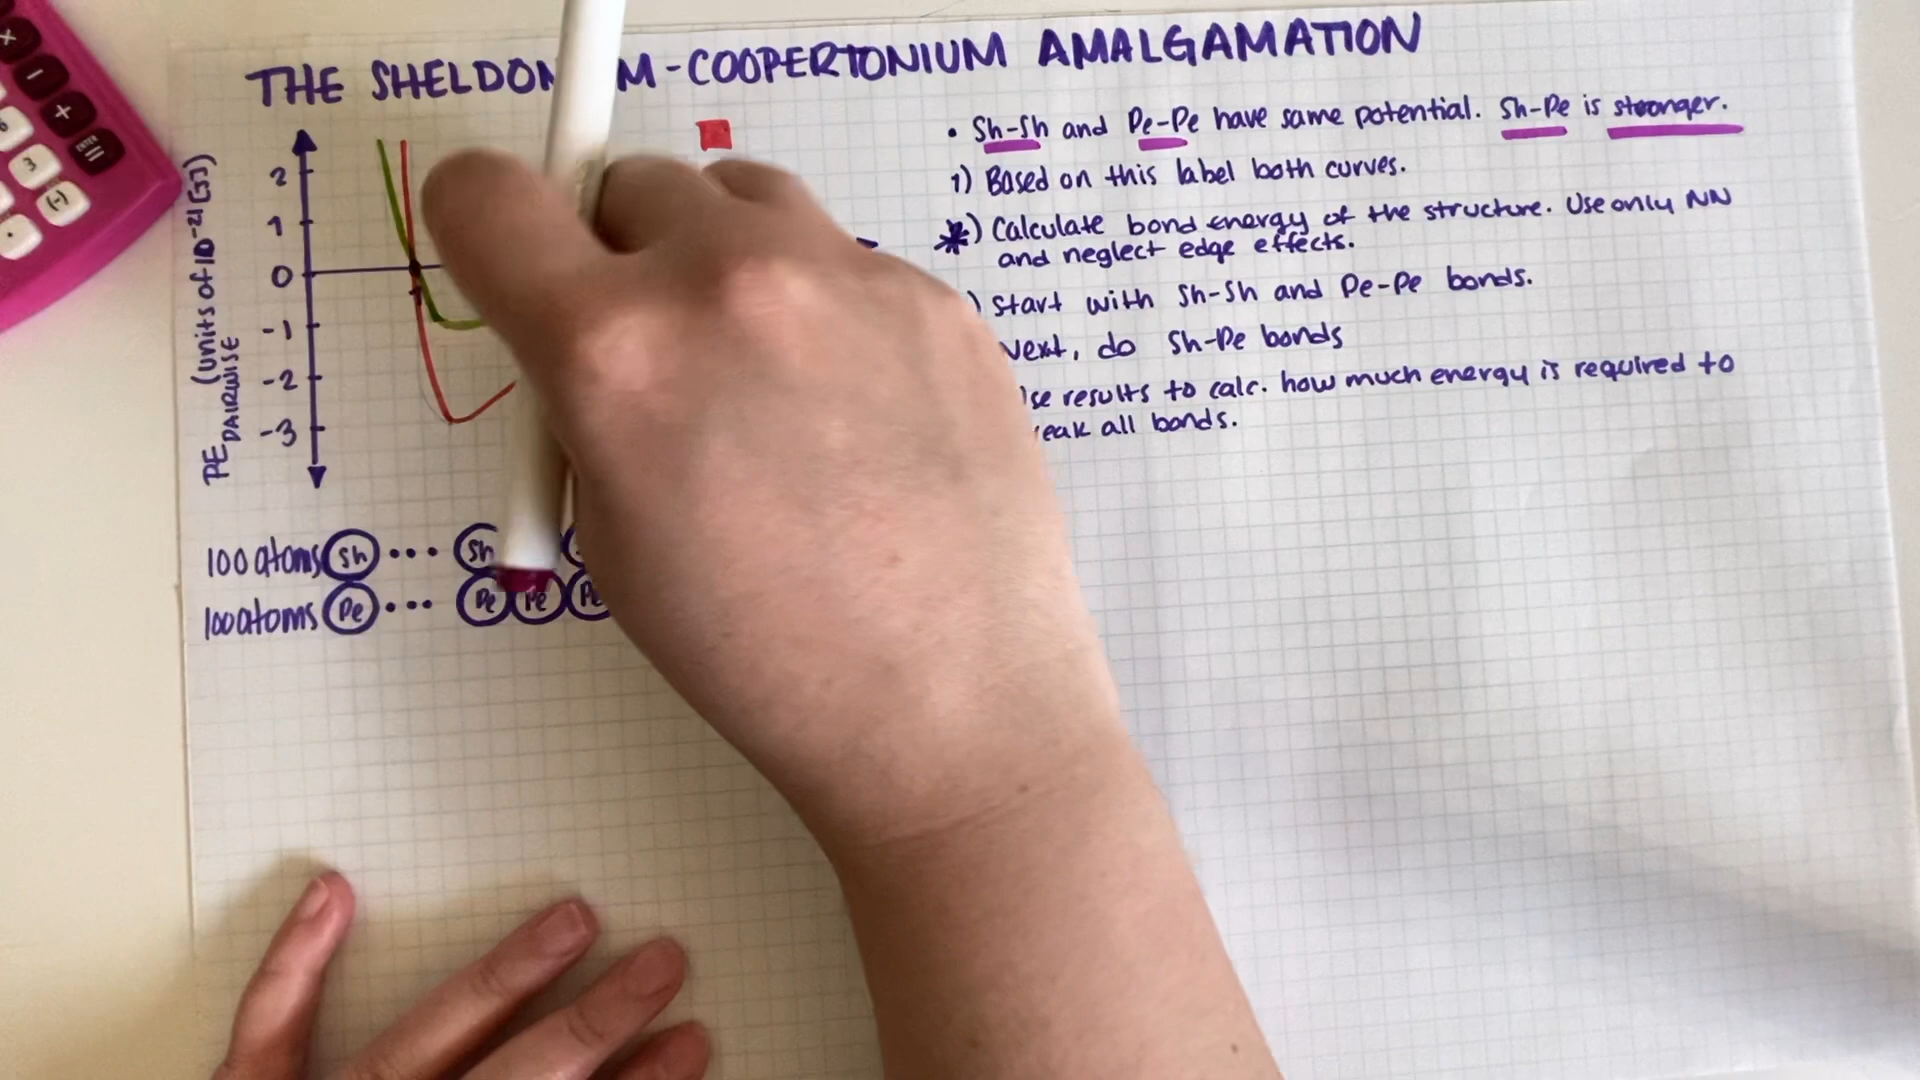 THE SHELDON M-COOPERTONIUM AMALGAMATION
• Sh-Sh and Pe-Pe have same potential. Sh-Pe is stronger.
1) Based on this label both curves.
*) Calculate bond energy of the structure. Use only NN
and neglect edge effects.
) Start with Sh-Sh and Pe-Pe bonds.
Next, do Sh-Pe bonds
results to calc. how much energy is required to
all bonds.
PE PAIRWISE (units of 10-21 [J])
2
1
0
-1
-2
-3
100 atoms Sh ... Sh
100 atoms Pe ... Pe Pe Pe
×
−
+
6
3
ENTER
=
(-)
.